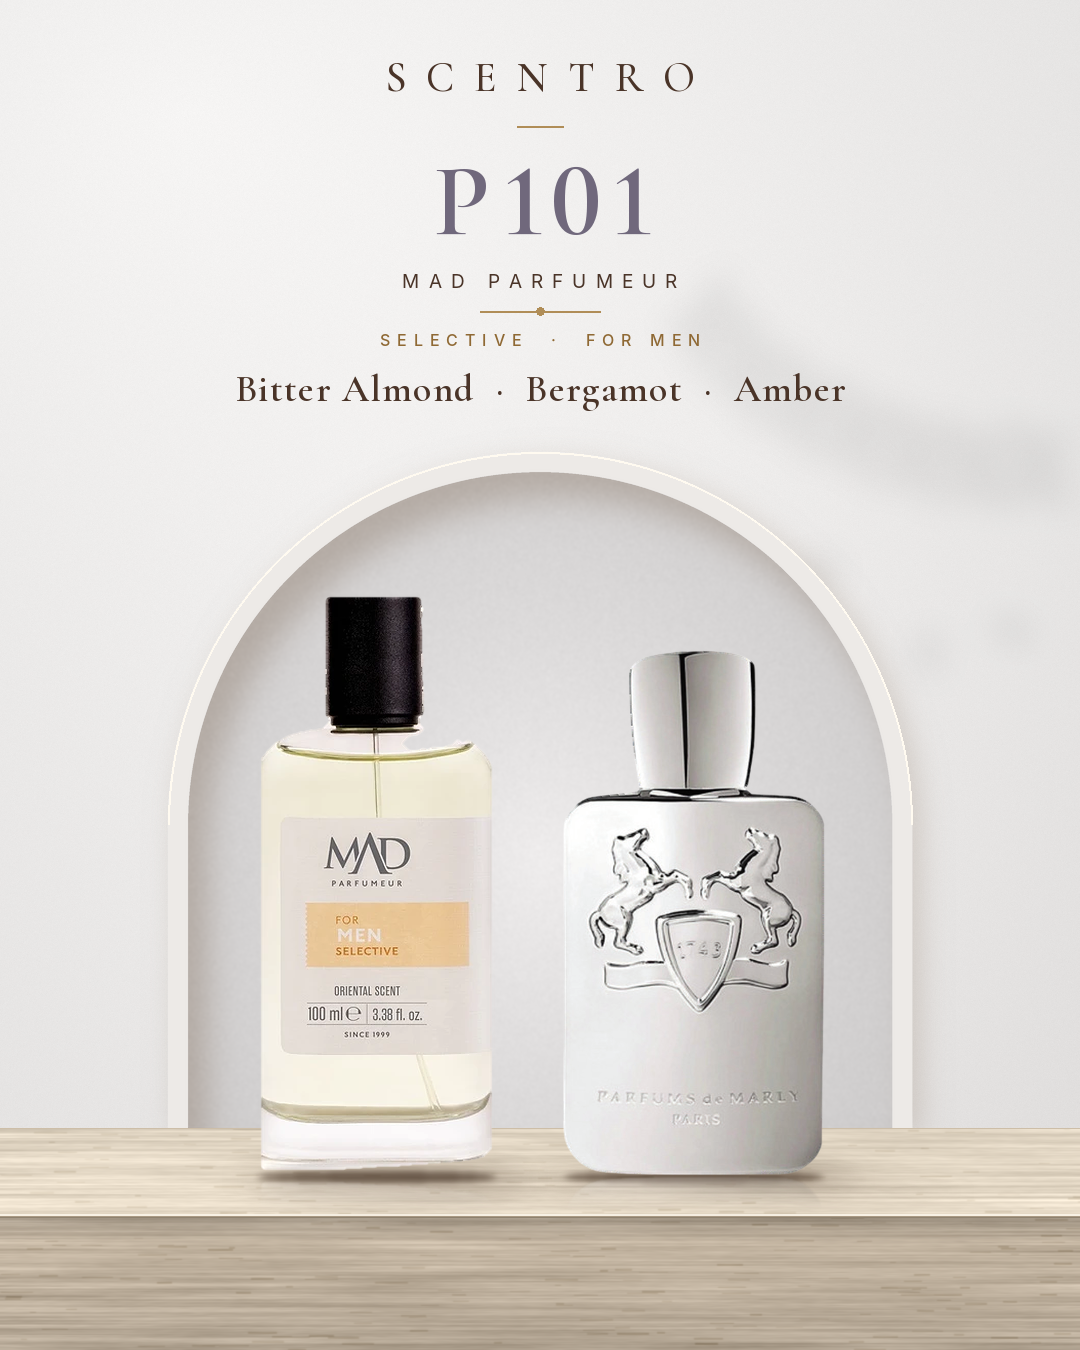 SCENTRO
P101
MAD PARFUMEUR
SELECTIVE · FOR MEN
Bitter Almond · Bergamot · Amber
MAD
PARFUMEUR
FOR
MEN
SELECTIVE
ORIENTAL SCENT
100 ml ℮ 3.38 fl. oz.
SINCE 1999
1743
PARFUMS de MARLY
PARIS